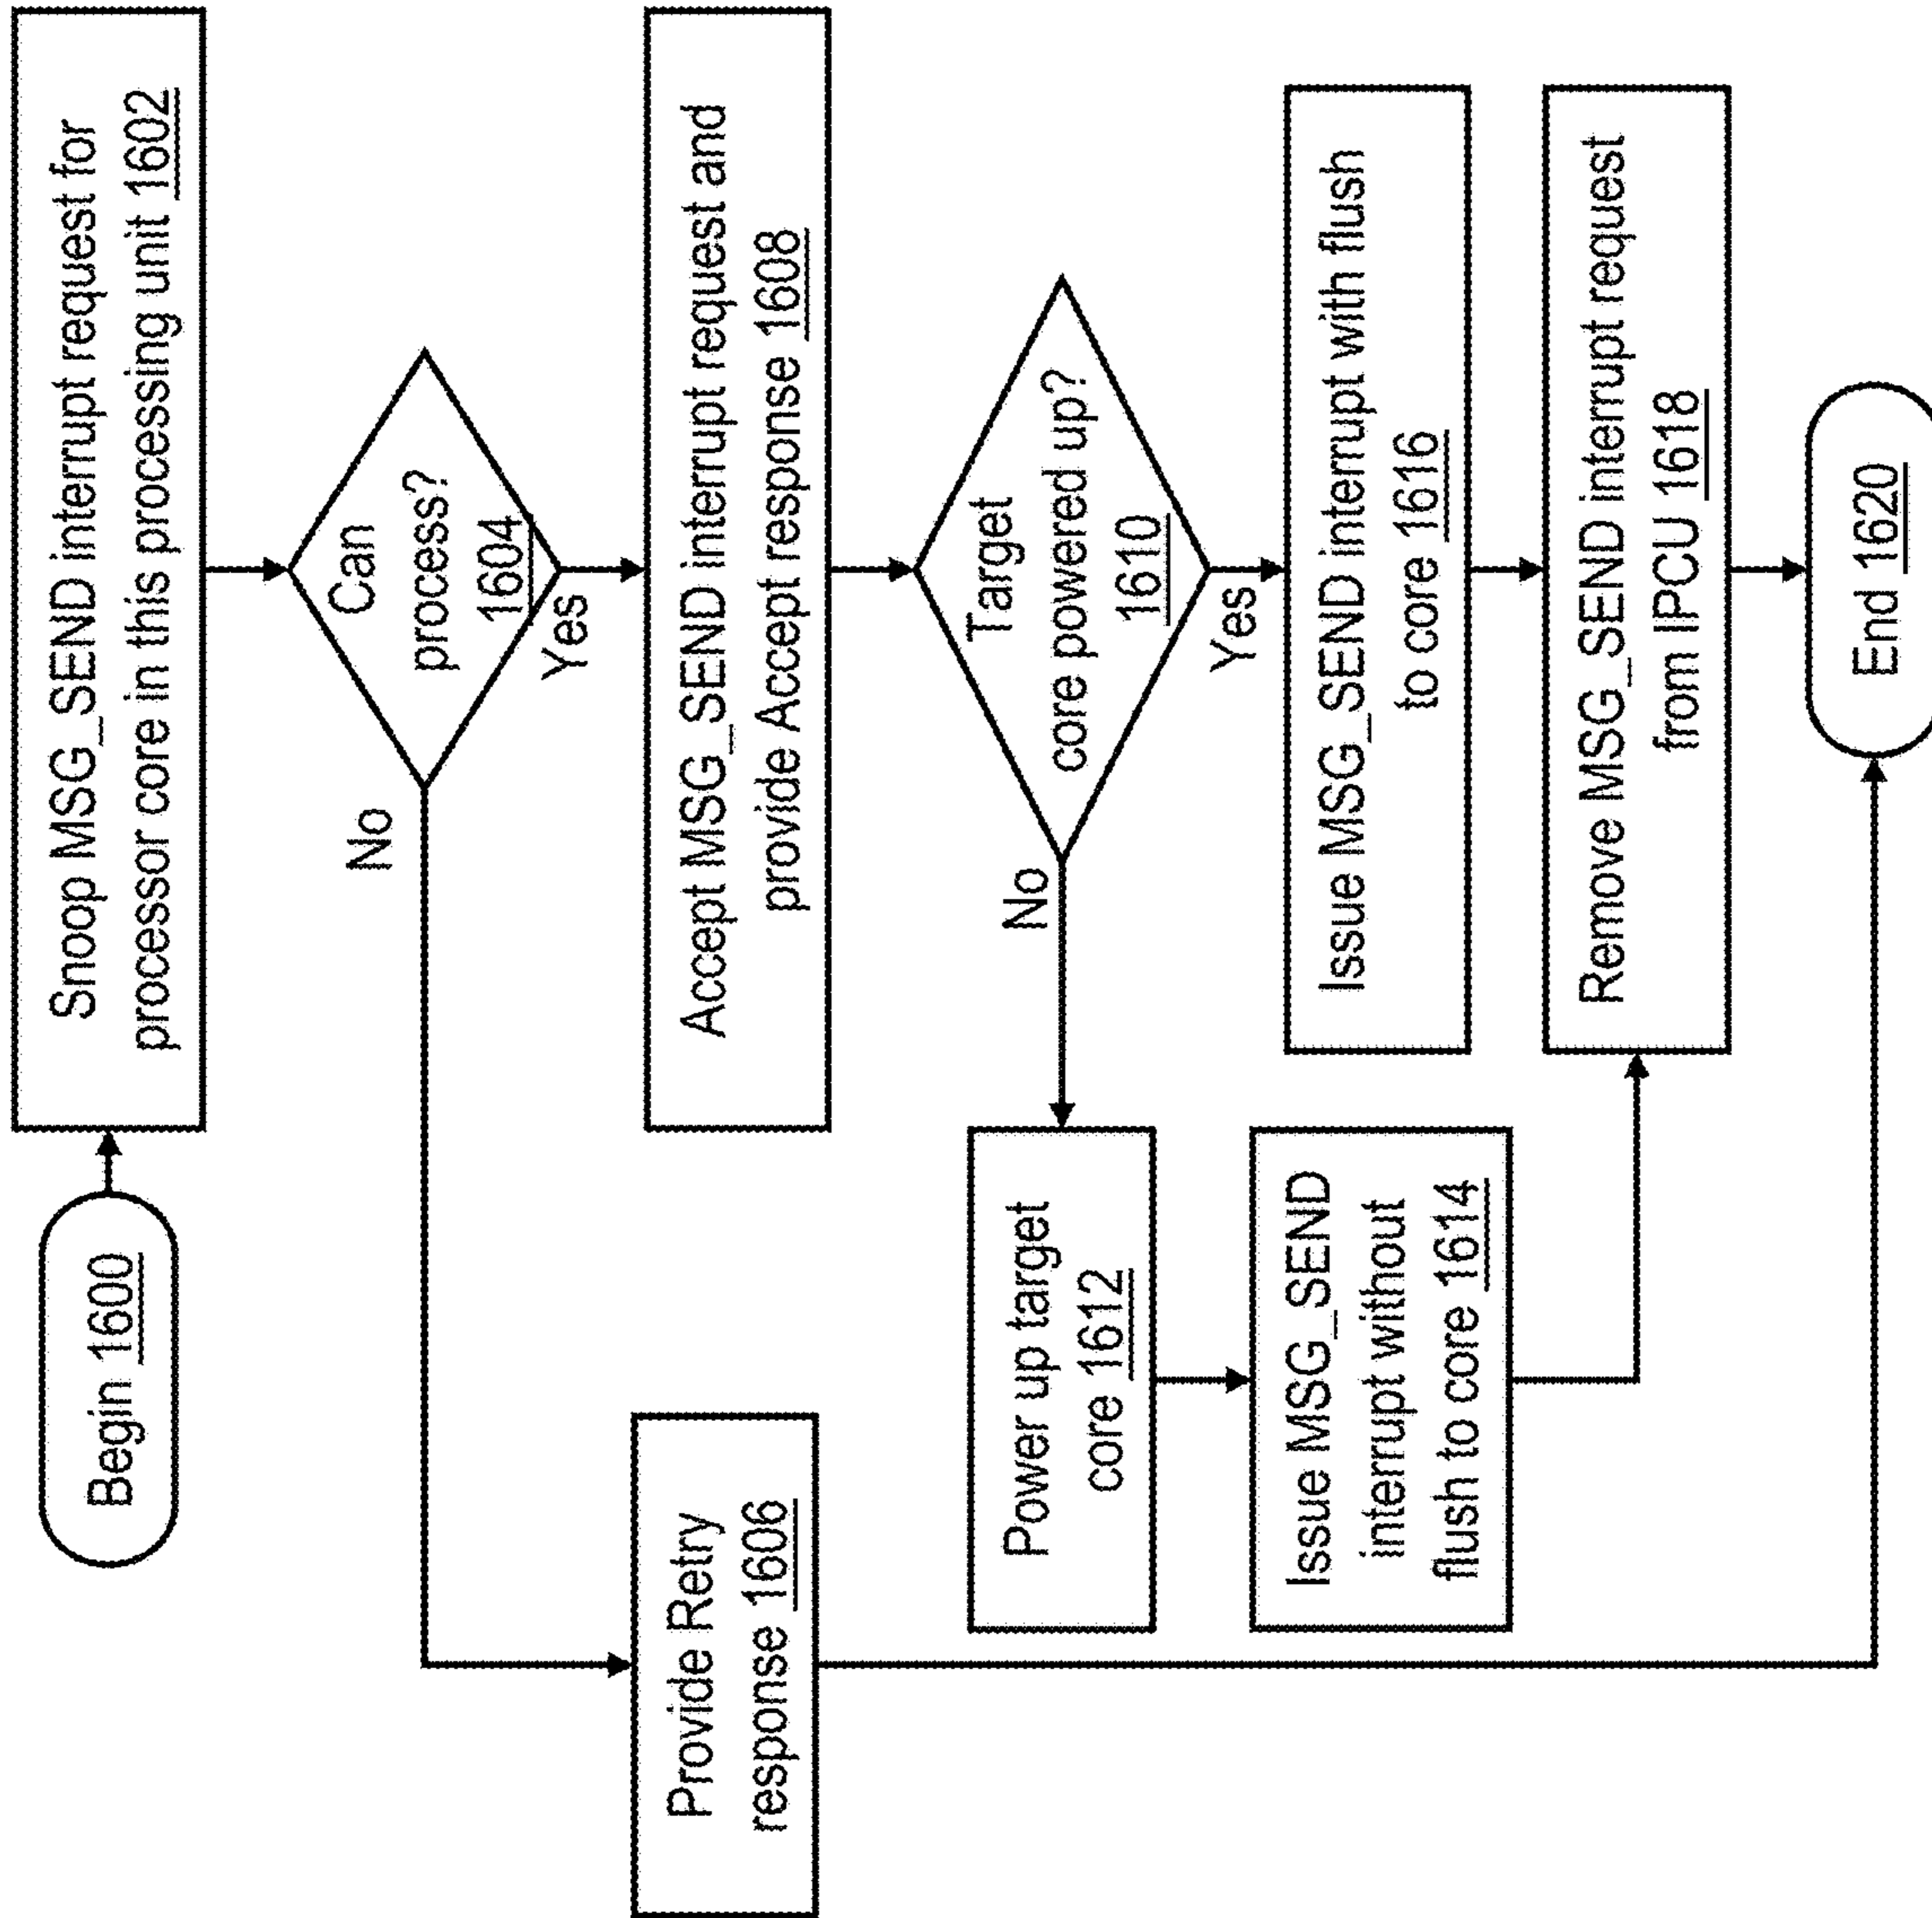 Begin 1600
Snoop MSG_SEND interrupt request for
processor core in this processing unit 1602
Can
process?
1604
No
Yes
Provide Retry
response 1606
Accept MSG_SEND interrupt request and
provide Accept response 1608
Target
core powered up?
1610
No
Yes
Power up target
core 1612
Issue MSG_SEND
interrupt without
flush to core 1614
Issue MSG_SEND interrupt with flush
to core 1616
Remove MSG_SEND interrupt request
from IPCU 1618
End 1620